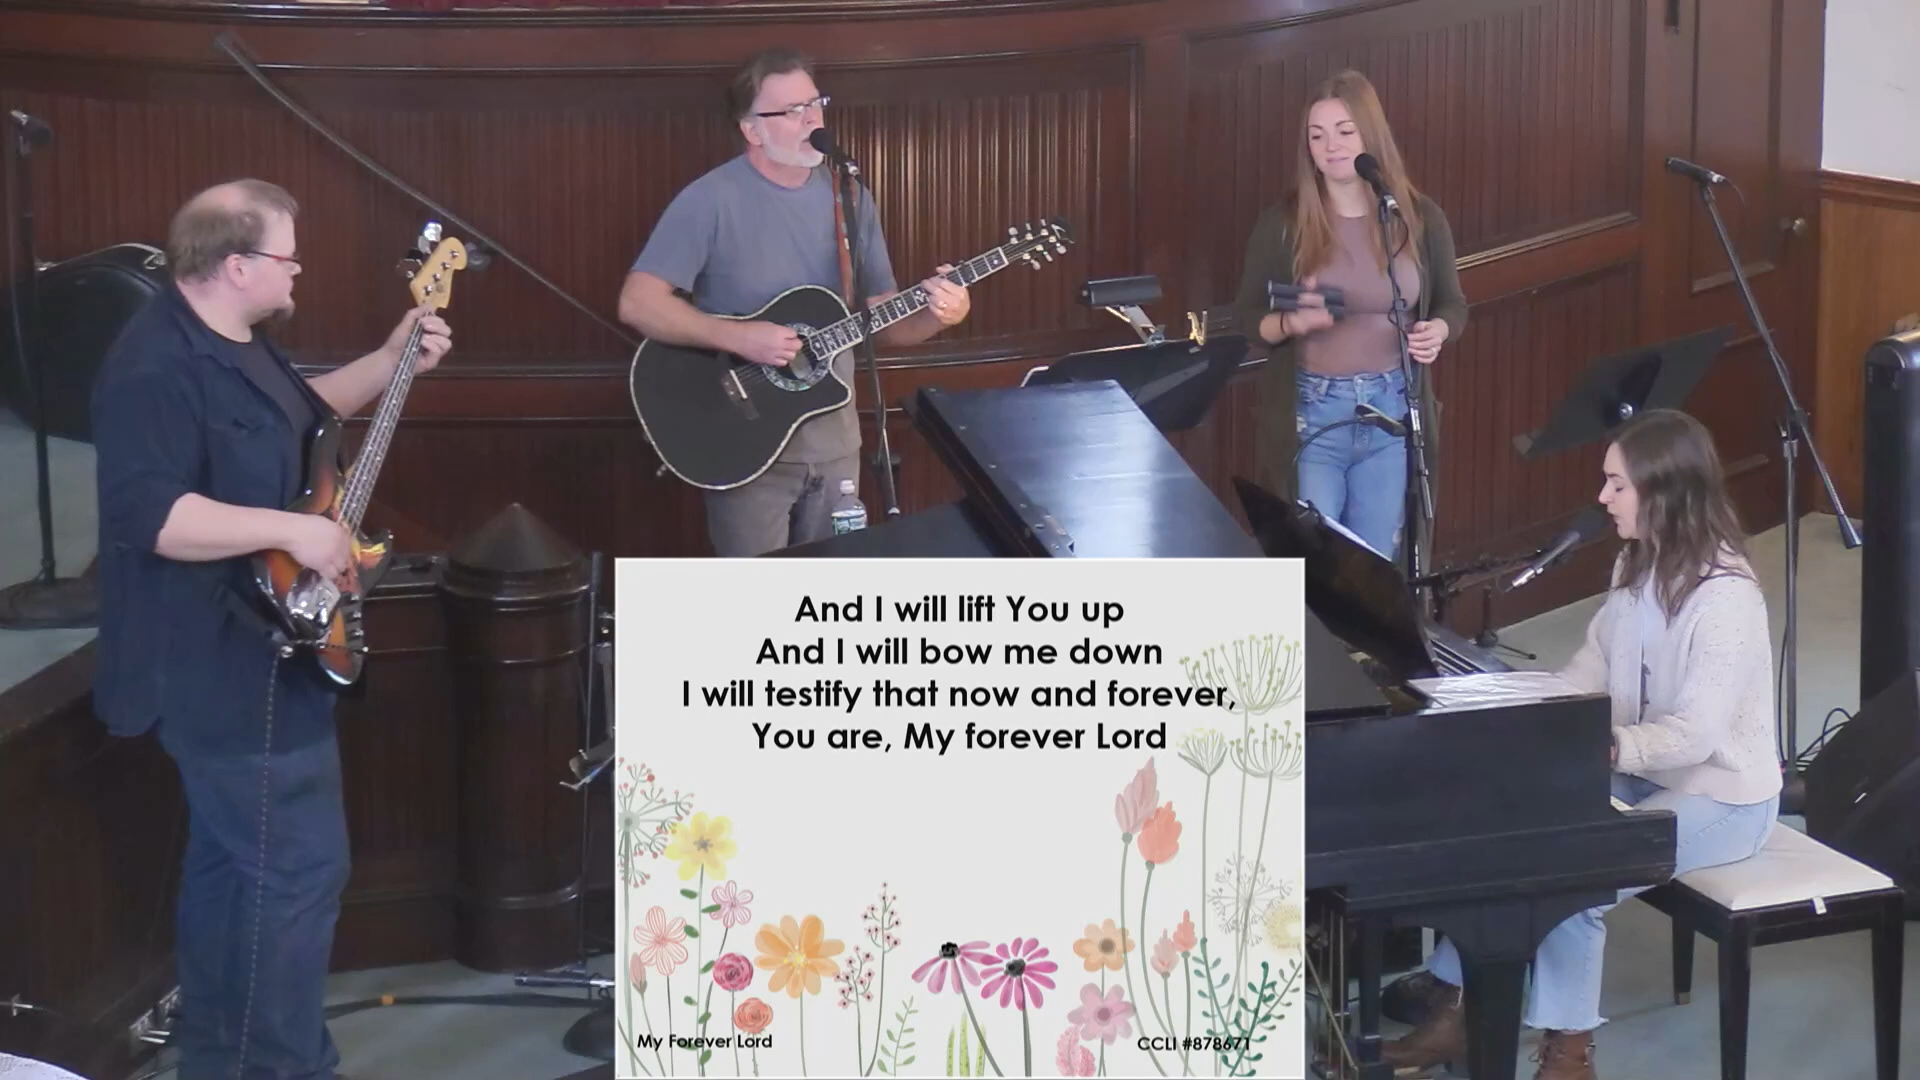 And I will lift You up
And I will bow me down
I will testify that now and forever,
You are, My forever Lord
My Forever Lord
CCLI #878671